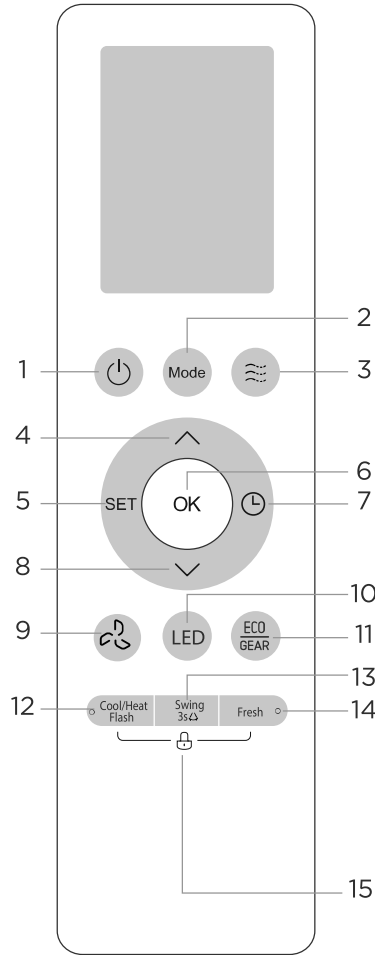 2
1
Mode
3
4
6
5
SET
OK
7
8
10
9
LED
ECO
GEAR
11
13
12
Cool/Heat
Flash
Swing
3s
Fresh
14
15